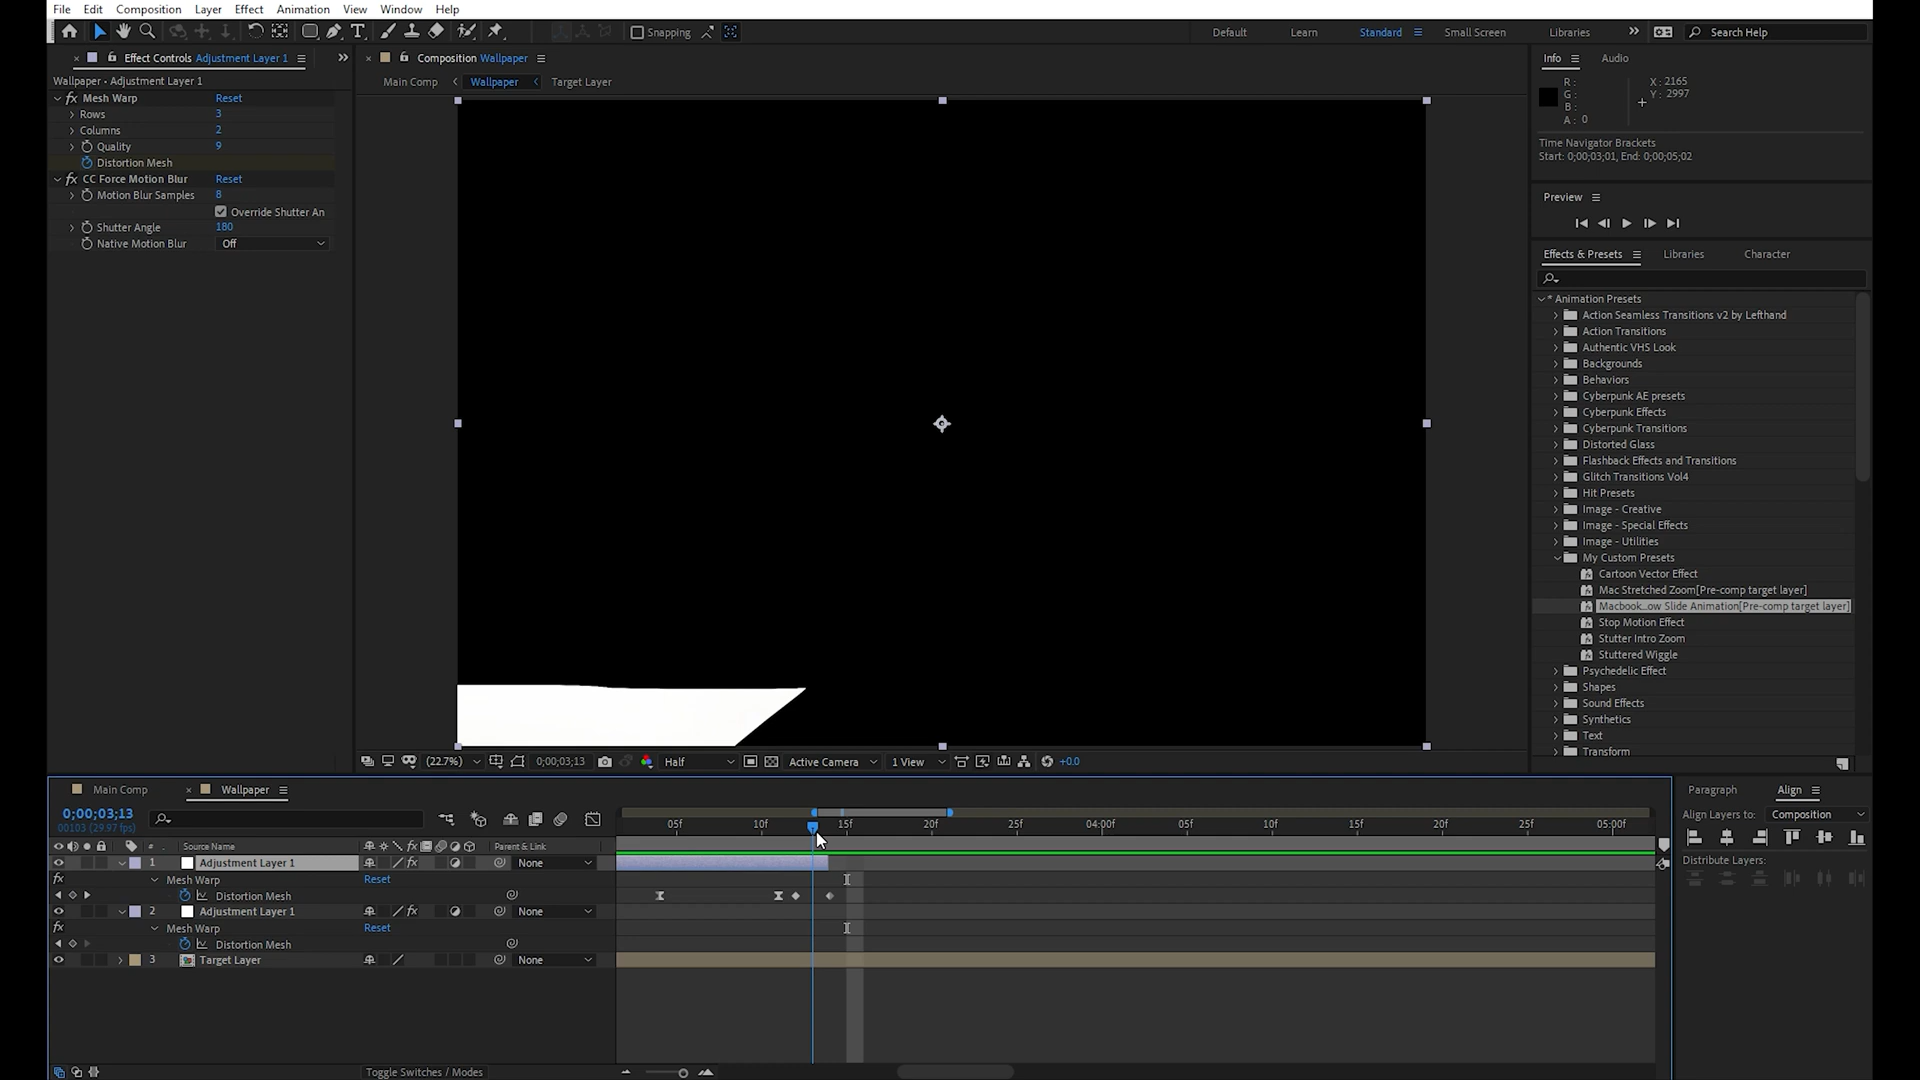 File Edit Composition Layer Effect Animation View Window Help
Snapping Default Learn Standard Small Screen Libraries Search Help
Effect Controls Adjustment Layer 1
Wallpaper • Adjustment Layer 1
fx Mesh Warp Reset
Rows 3
Columns 2
Quality 9
Distortion Mesh
fx CC Force Motion Blur Reset
Motion Blur Samples 8
Override Shutter An
Shutter Angle 180
Native Motion Blur Off
Composition Wallpaper
Main Comp Wallpaper Target Layer
(22.7%) 0;00;03;13 Half Active Camera 1 View +0.0
Info Audio
R :
G :
B :
A : 0
X : 2165
Y : 2997
Time Navigator Brackets
Start: 0;00;03;01, End: 0;00;05;02
Preview
Effects & Presets Libraries Character
* Animation Presets
Action Seamless Transitions v2 by Lefthand
Action Transitions
Authentic VHS Look
Backgrounds
Behaviors
Cyberpunk AE presets
Cyberpunk Effects
Cyberpunk Transitions
Distorted Glass
Flashback Effects and Transitions
Glitch Transitions Vol4
Hit Presets
Image - Creative
Image - Special Effects
Image - Utilities
My Custom Presets
Cartoon Vector Effect
Mac Stretched Zoom[Pre-comp target layer]
Macbook...ow Slide Animation[Pre-comp target layer]
Stop Motion Effect
Stutter Intro Zoom
Stuttered Wiggle
Psychedelic Effect
Shapes
Sound Effects
Synthetics
Text
Transform
Main Comp Wallpaper
0;00;03;13
00103 (29.97 fps)
05f 10f 15f 20f 25f 04:00f 05f 10f 15f 20f 25f 05:00f
# Source Name fx Parent & Link
1 Adjustment Layer 1 fx None
fx Mesh Warp Reset
Distortion Mesh
2 Adjustment Layer 1 fx None
fx Mesh Warp Reset
Distortion Mesh
3 Target Layer None
Toggle Switches / Modes
Paragraph Align
Align Layers to: Composition
Distribute Layers: